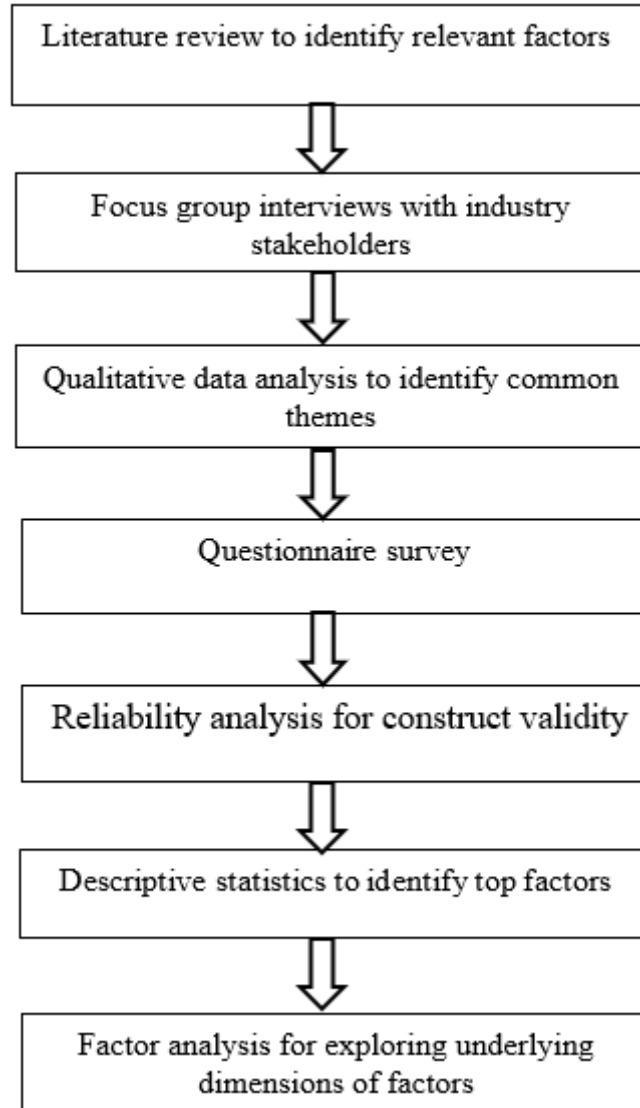 Literature review to identify relevant factors
Focus group interviews with industry
stakeholders
Qualitative data analysis to identify common
themes
Questionnaire survey
Reliability analysis for construct validity
Descriptive statistics to identify top factors
Factor analysis for exploring underlying
dimensions of factors